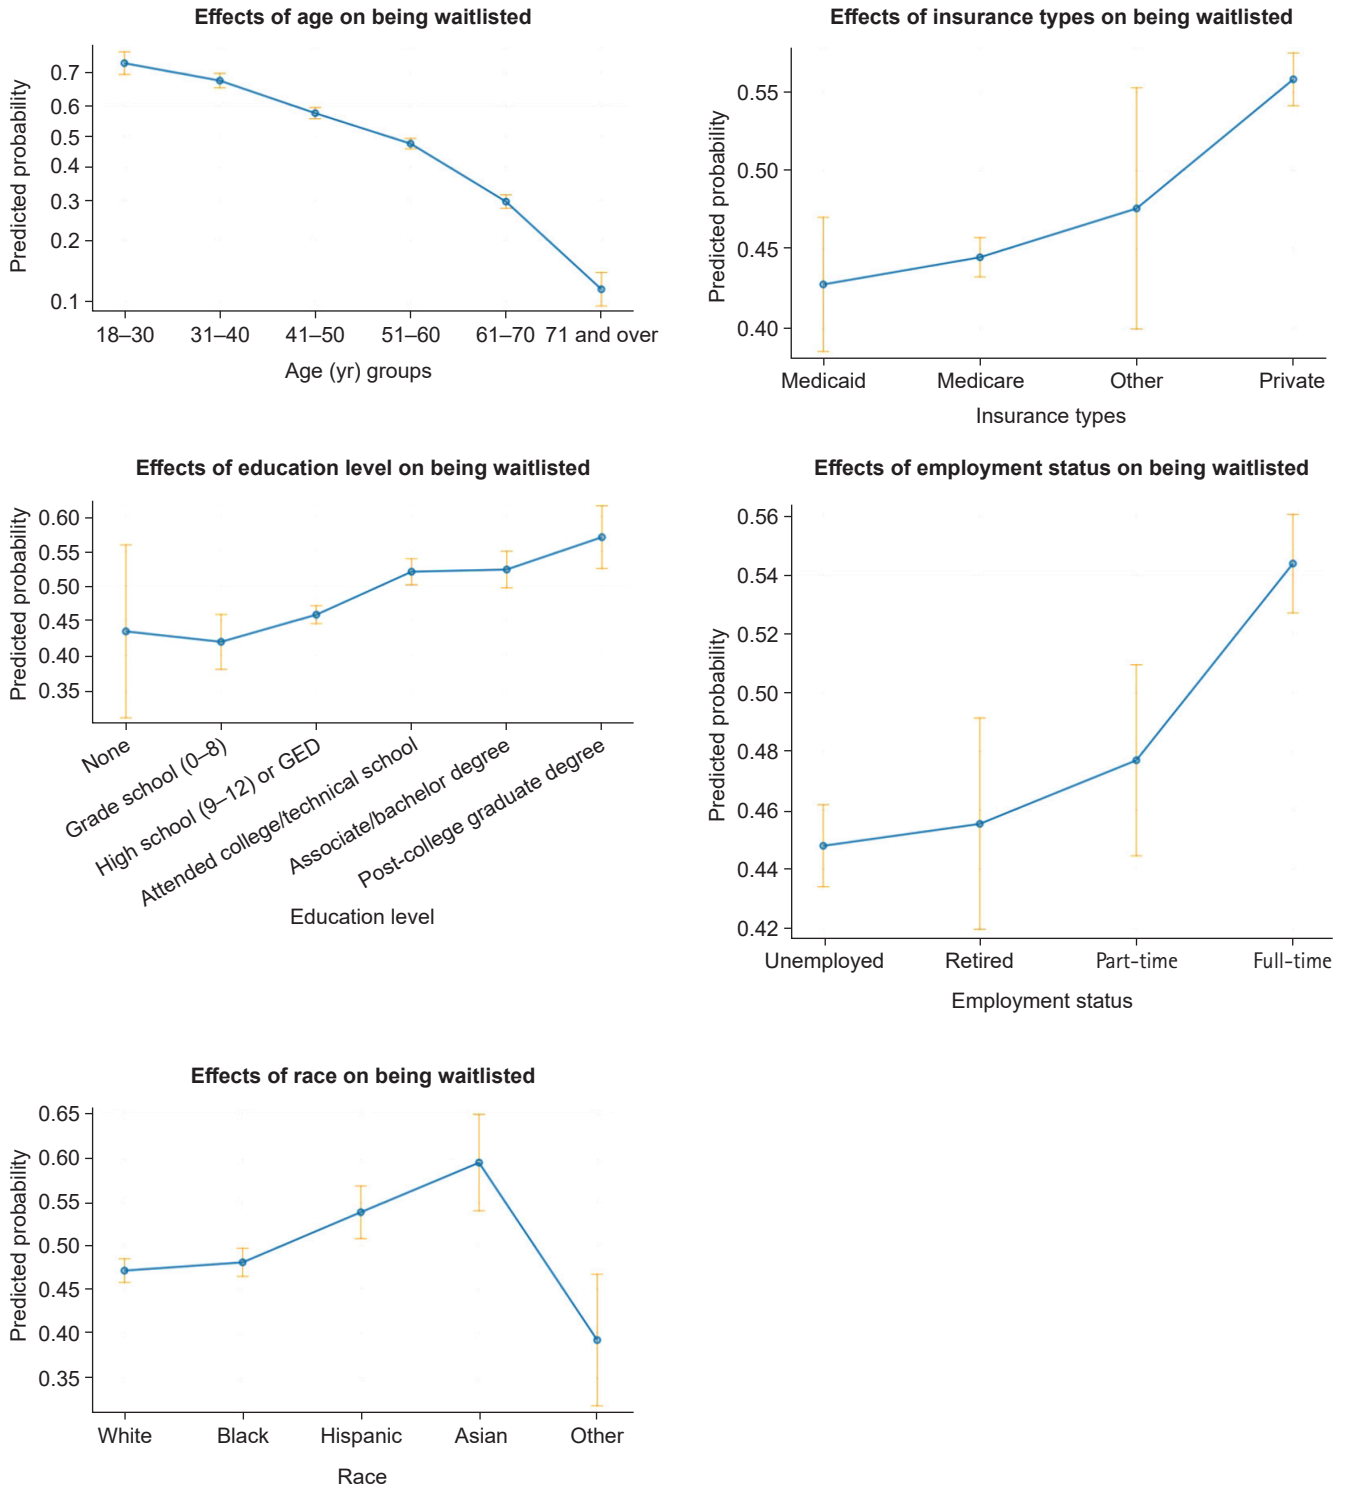 Effects of age on being waitlisted
Predicted probability
0.7
0.6
0.5
0.4
0.3
0.2
0.1
18–30 31–40 41–50 51–60 61–70 71 and over
Age (yr) groups
Effects of insurance types on being waitlisted
Predicted probability
0.55
0.50
0.45
0.40
Medicaid Medicare Other Private
Insurance types
Effects of education level on being waitlisted
Predicted probability
0.60
0.55
0.50
0.45
0.40
0.35
None
Grade school (0–8)
High school (9–12) or GED
Attended college/technical school
Associate/bachelor degree
Post-college graduate degree
Education level
Effects of employment status on being waitlisted
Predicted probability
0.56
0.54
0.52
0.50
0.48
0.46
0.44
0.42
Unemployed Retired Part-time Full-time
Employment status
Effects of race on being waitlisted
Predicted probability
0.65
0.60
0.55
0.50
0.45
0.40
0.35
White Black Hispanic Asian Other
Race